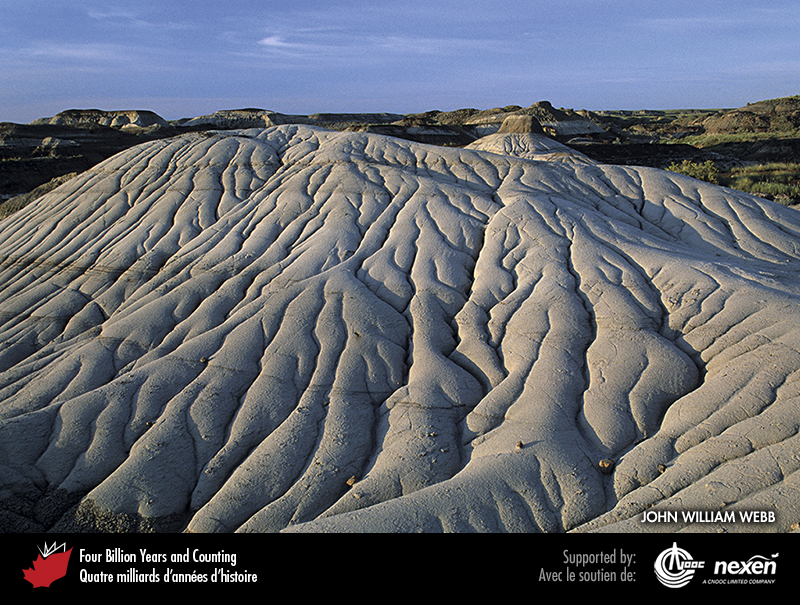 JOHN WILLIAM WEBB
Four Billion Years and Counting
Quatre milliards d'années d'histoire
Supported by:
Avec le soutien de:
CNOOC
nexen
A CNOOC LIMITED COMPANY